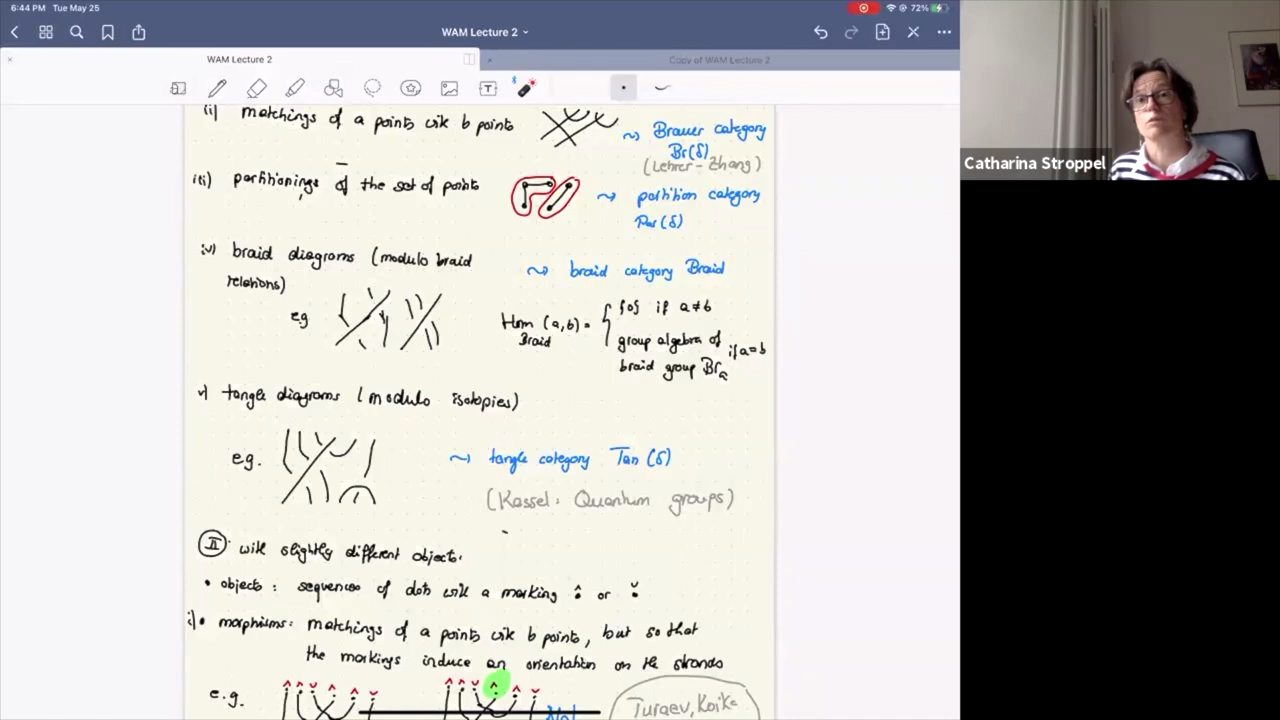 6:44 PM Tue May 25
72%
WAM Lecture 2
WAM Lecture 2
Copy of WAM Lecture 2
Catharina Stroppel
(ii) matchings of a points with b points
~> Brauer category
Br(δ)
(Lehrer-Zhang)
(iii) partitionings of the set of points
~> partition category
Par(δ)
iv) braid diagrams (modulo braid
relations)
~> braid category Braid
eg
Hom Braid (a,b) = { {0} if a≠b
group algebra of
braid group Br_a if a=b
v) tangle diagrams (modulo isotopies)
e.g.
~> tangle category Tan(δ)
(Kassel: Quantum groups)
II with slightly different objects.
• objects: sequences of dots with a marking ^ or v
i) • morphisms: matchings of a points with b points, but so that
the markings induce an orientation on the strands
^ ^ v ^ ^ v
^ ^ v ^ ^ v
e.g.
Not
Turaev, Koike